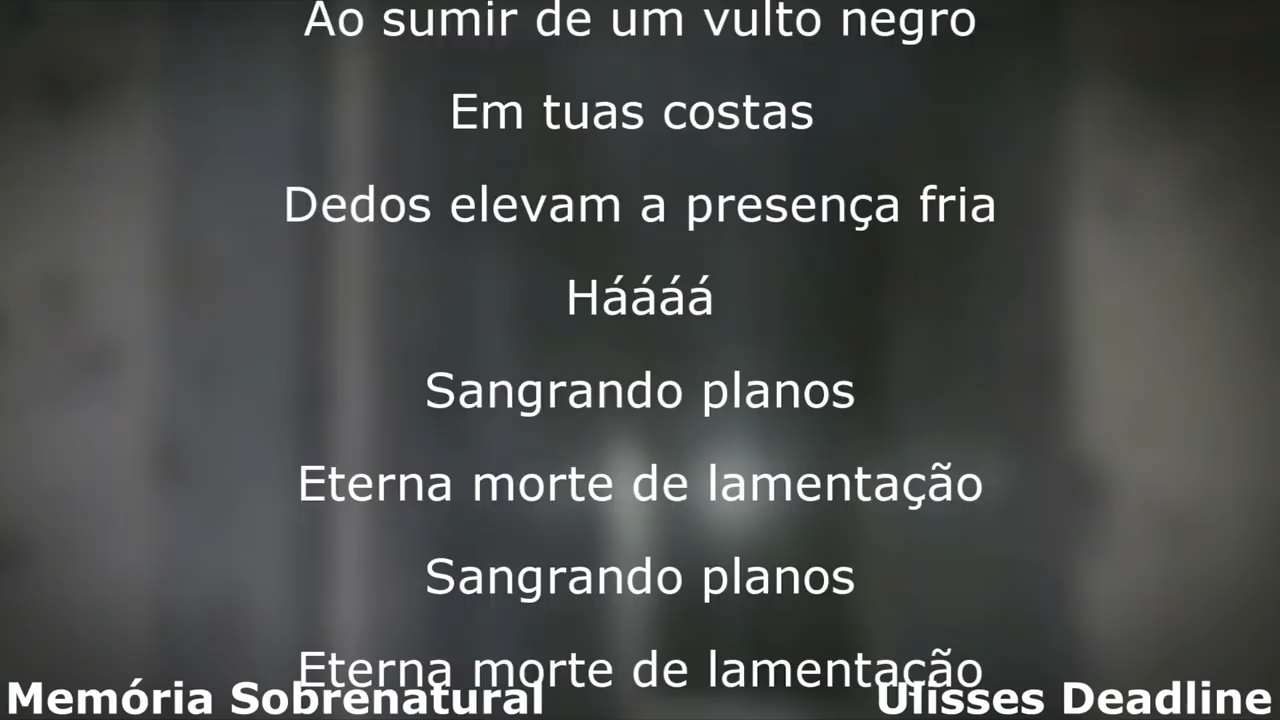 Ao sumir de um vulto negro
Em tuas costas
Dedos elevam a presença fria
Háááá
Sangrando planos
Eterna morte de lamentação
Sangrando planos
Eterna morte de lamentação
Memória Sobrenatural
Ulisses Deadline